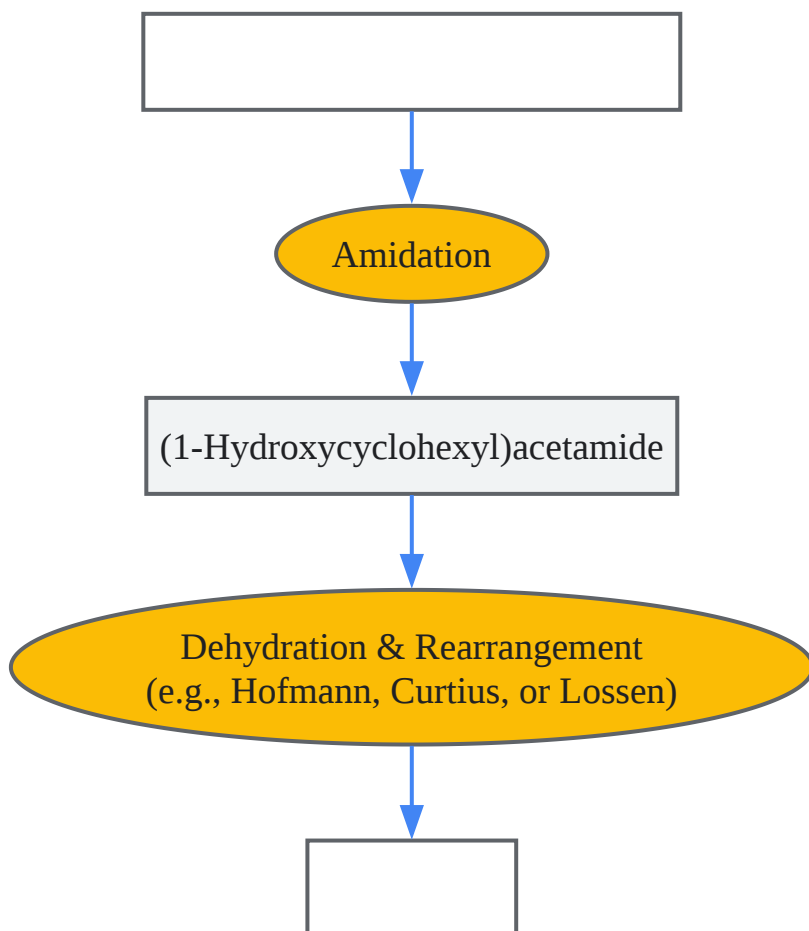 Amidation
(1-Hydroxycyclohexyl)acetamide
Dehydration & Rearrangement
(e.g., Hofmann, Curtius, or Lossen)